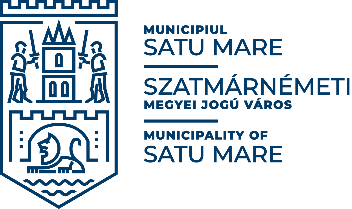 MUNICIPIUL
SATU MARE
SZATMÁRNÉMETI
MEGYEI JOGÚ VÁROS
MUNICIPALITY OF
SATU MARE